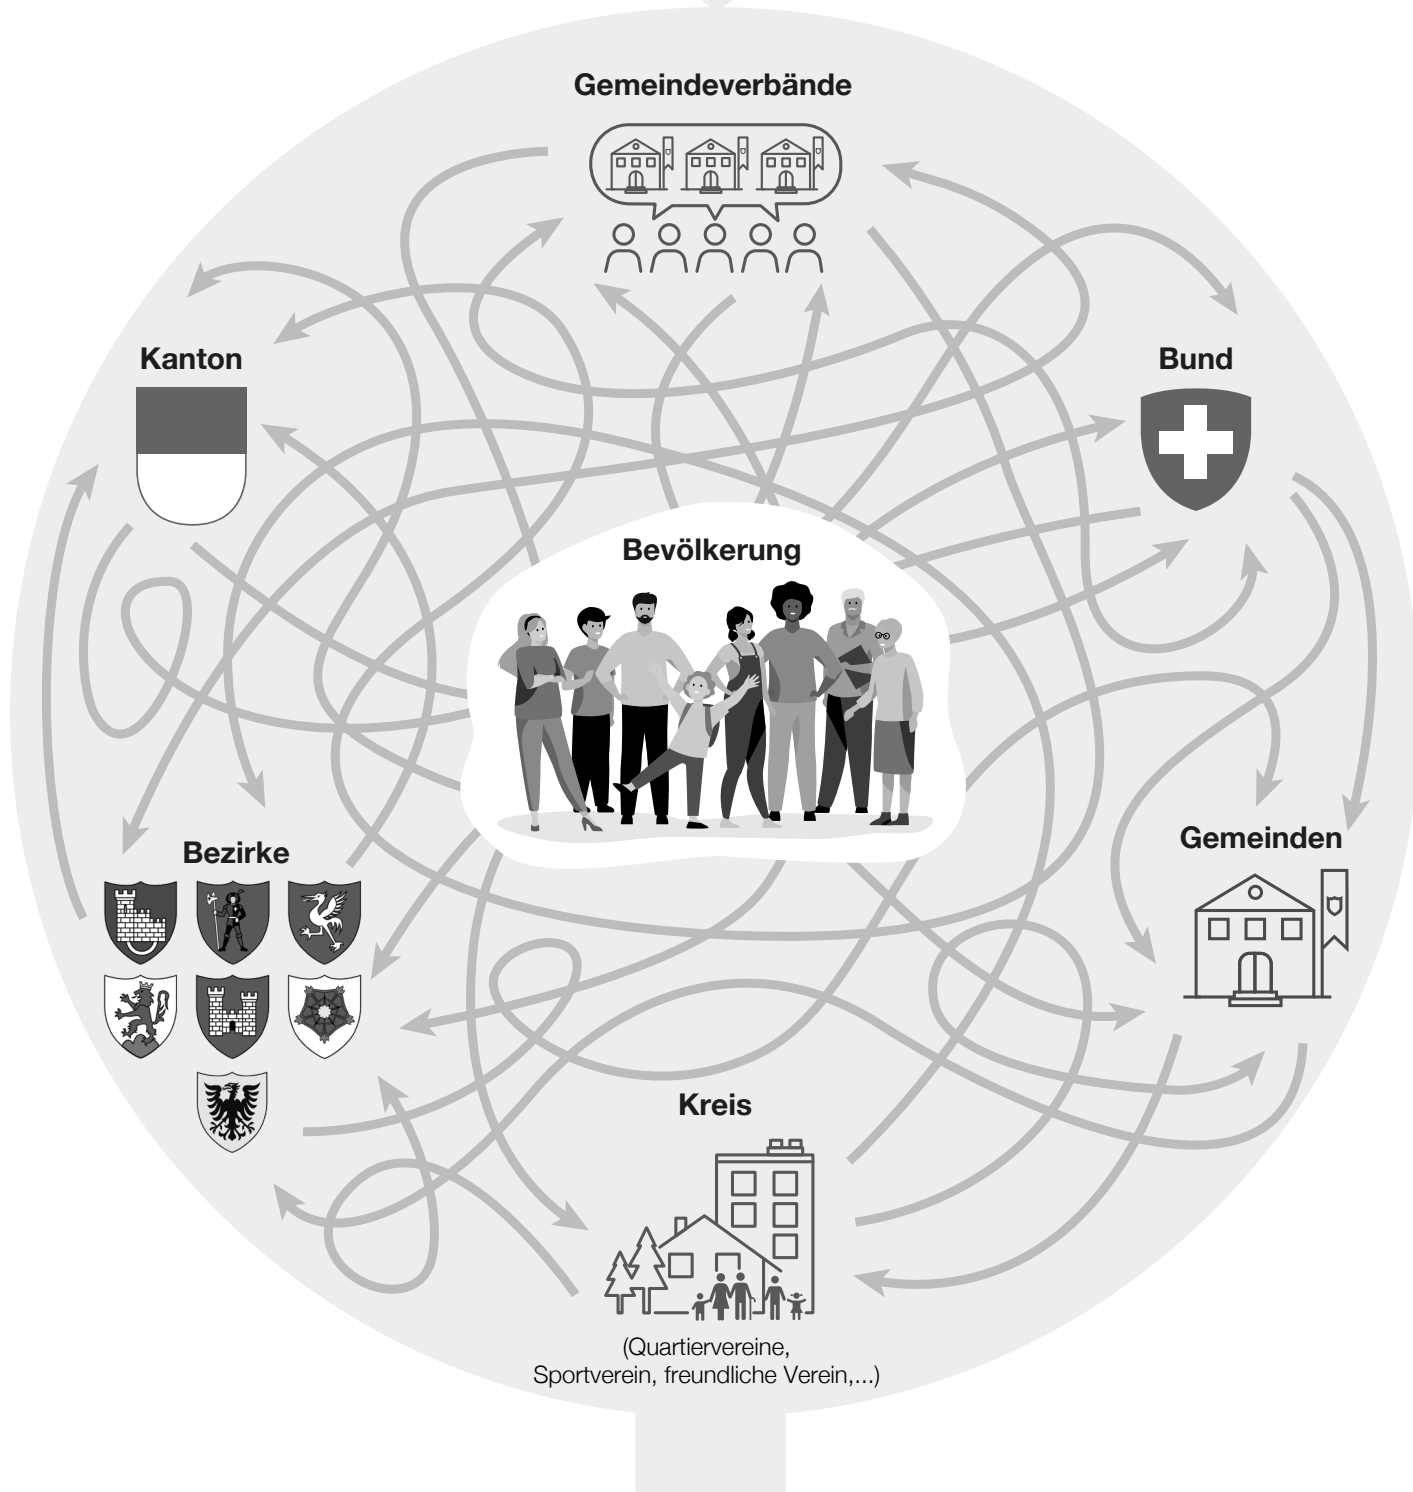 Gemeindeverbände
Kanton
Bund
Bevölkerung
Gemeinden
Bezirke
Kreis
(Quartiervereine,
Sportverein, freundliche Verein,...)